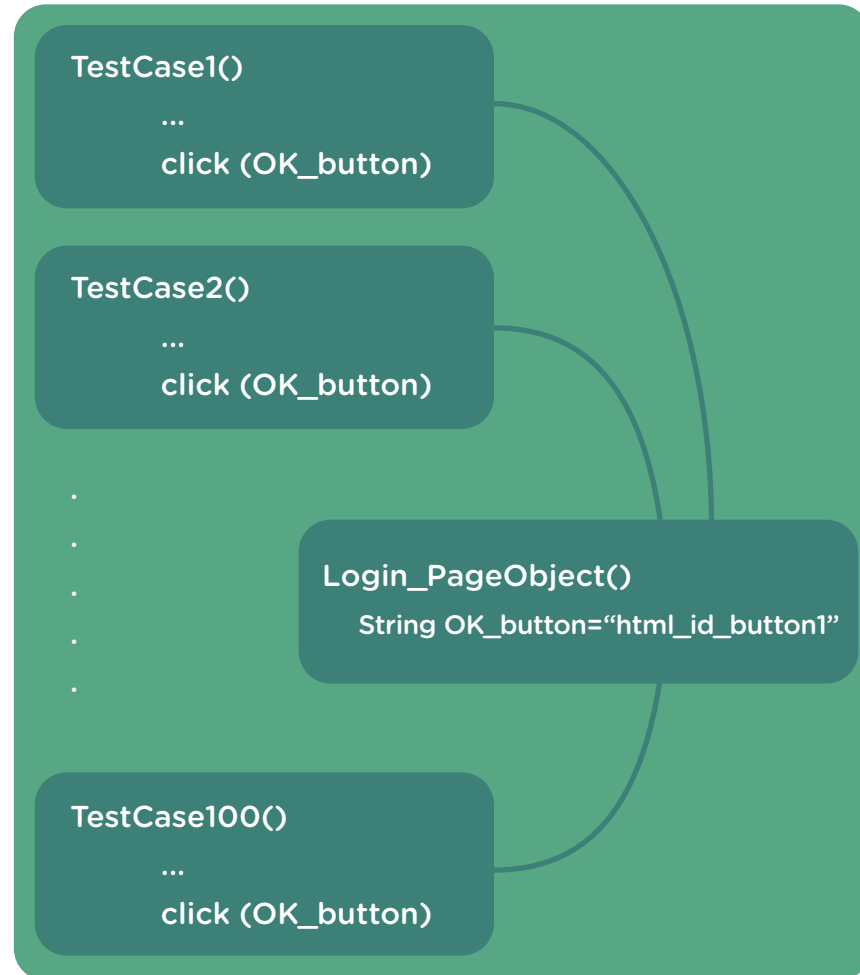 TestCase1()
...
click (OK_button)
TestCase2()
...
click (OK_button)
.
.
.
.
.
Login_PageObject()
String OK_button=“html_id_button1”
TestCase100()
...
click (OK_button)